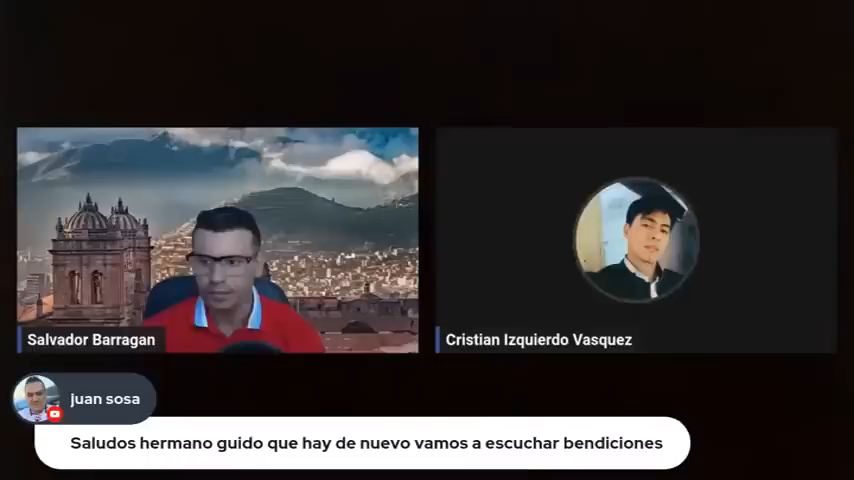 Salvador Barragan
Cristian Izquierdo Vasquez
juan sosa
Saludos hermano guido que hay de nuevo vamos a escuchar bendiciones